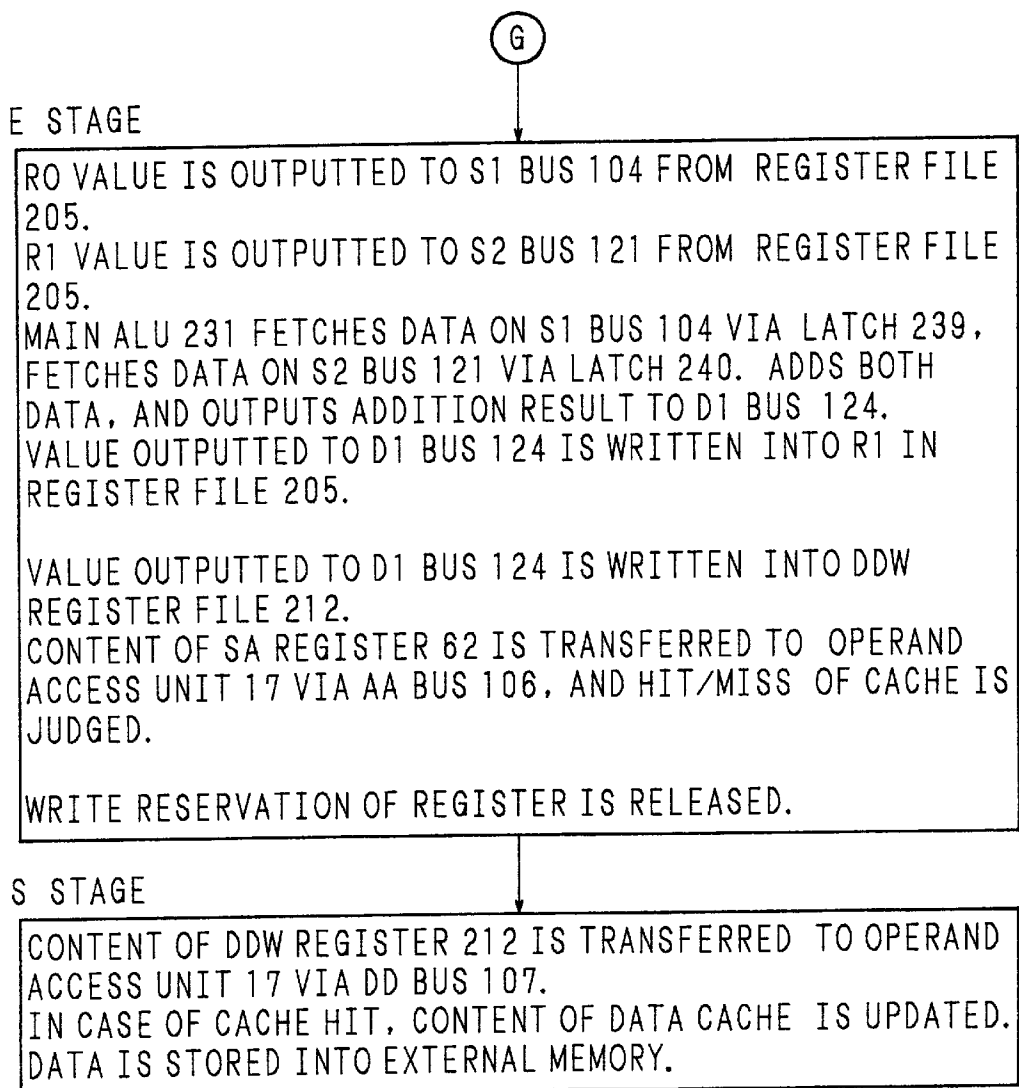 G
E STAGE
R0 VALUE IS OUTPUTTED TO S1 BUS 104 FROM REGISTER FILE
205.
R1 VALUE IS OUTPUTTED TO S2 BUS 121 FROM REGISTER FILE
205.
MAIN ALU 231 FETCHES DATA ON S1 BUS 104 VIA LATCH 239,
FETCHES DATA ON S2 BUS 121 VIA LATCH 240. ADDS BOTH
DATA, AND OUTPUTS ADDITION RESULT TO D1 BUS 124.
VALUE OUTPUTTED TO D1 BUS 124 IS WRITTEN INTO R1 IN
REGISTER FILE 205.
VALUE OUTPUTTED TO D1 BUS 124 IS WRITTEN INTO DDW
REGISTER FILE 212.
CONTENT OF SA REGISTER 62 IS TRANSFERRED TO OPERAND
ACCESS UNIT 17 VIA AA BUS 106, AND HIT/MISS OF CACHE IS
JUDGED.
WRITE RESERVATION OF REGISTER IS RELEASED.
S STAGE
CONTENT OF DDW REGISTER 212 IS TRANSFERRED TO OPERAND
ACCESS UNIT 17 VIA DD BUS 107.
IN CASE OF CACHE HIT, CONTENT OF DATA CACHE IS UPDATED.
DATA IS STORED INTO EXTERNAL MEMORY.